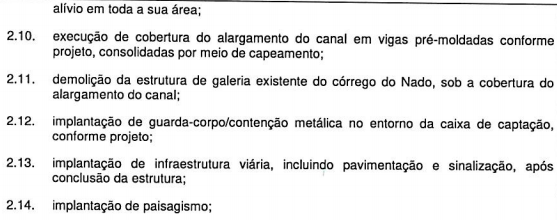 alívio em toda a sua área;
2.10. execução de cobertura do alargamento do canal em vigas pré-moldadas conforme
projeto, consolidadas por meio de capeamento;
2.11. demolição da estrutura de galeria existente do córrego do Nado, sob a cobertura do
alargamento do canal;
2.12. implantação de guarda-corpo/contenção metálica no entorno da caixa de captação,
conforme projeto;
2.13. implantação de infraestrutura viária, incluindo pavimentação e sinalização, após
conclusão da estrutura;
2.14. implantação de paisagismo;